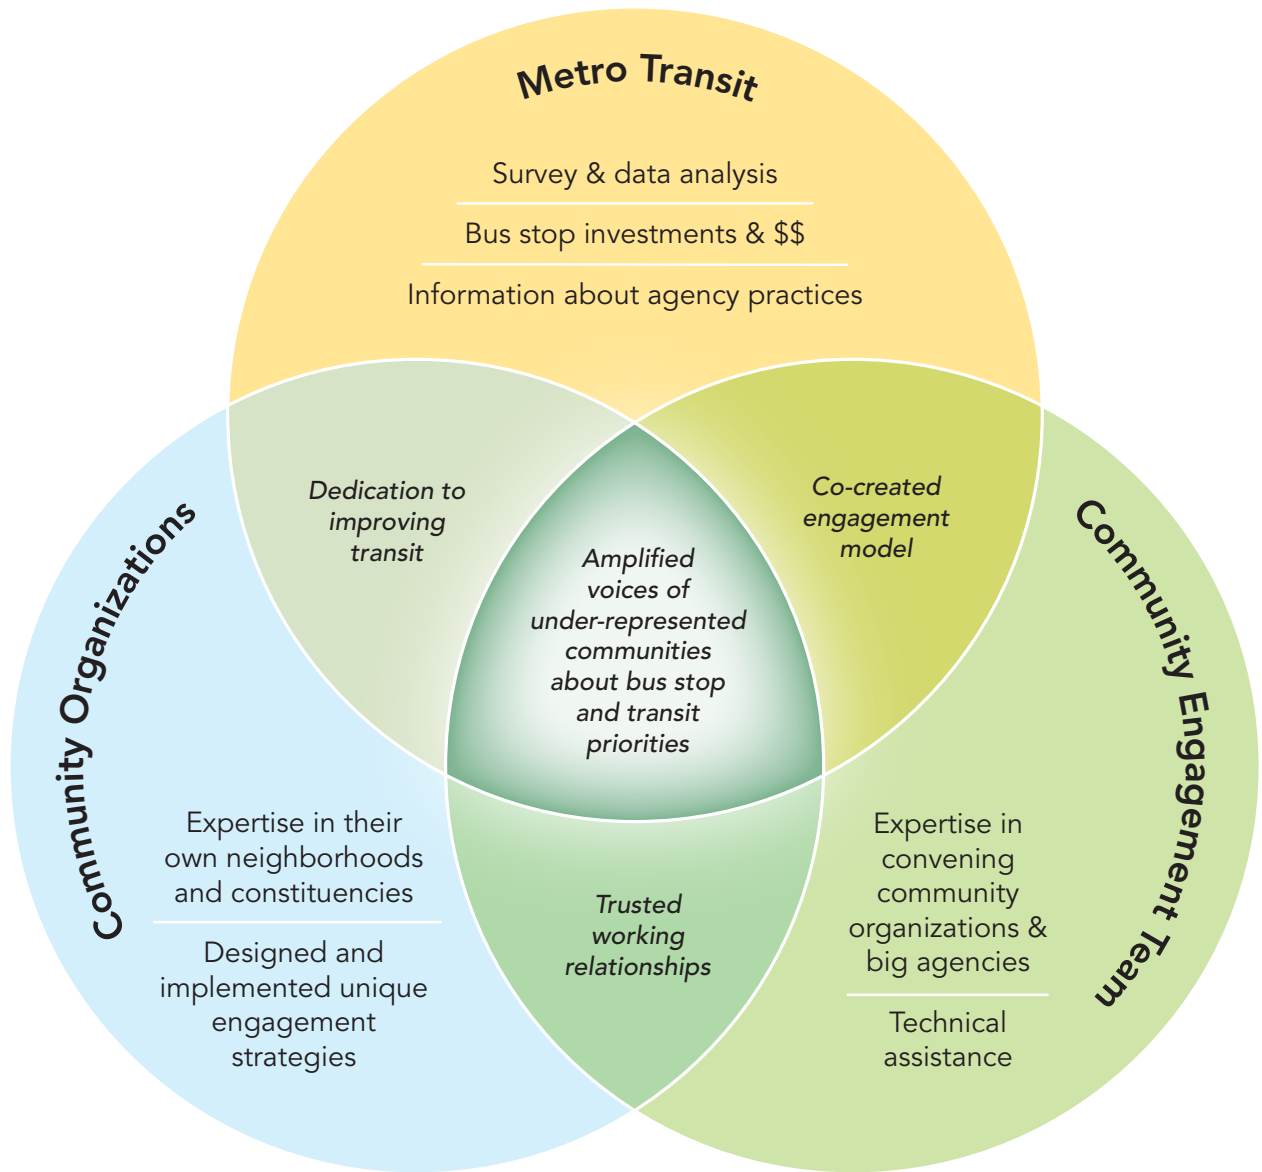 Metro Transit
Survey & data analysis
Bus stop investments & $$
Information about agency practices
Dedication to
improving
transit
Co-created
engagement
model
Amplified
voices of
under-represented
communities
about bus stop
and transit
priorities
Community Organizations
Expertise in their
own neighborhoods
and constituencies
Designed and
implemented unique
engagement
strategies
Trusted
working
relationships
Community Engagement Team
Expertise in
convening
community
organizations &
big agencies
Technical
assistance